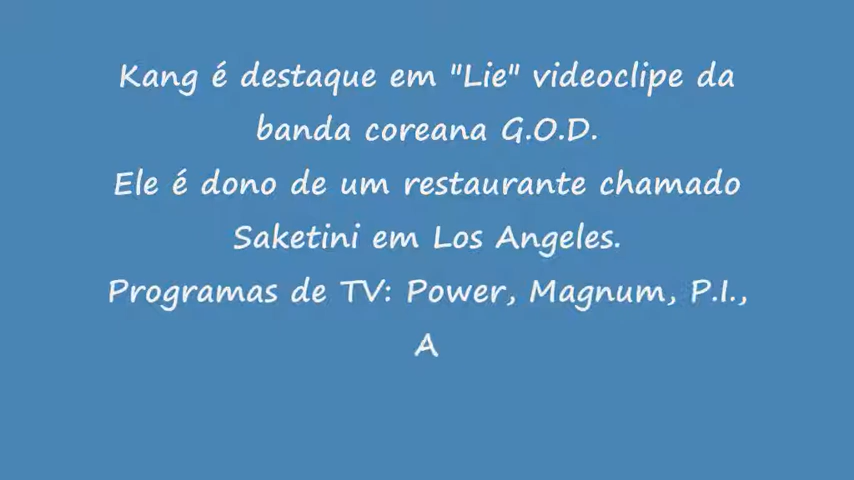 Kang é destaque em "Lie" videoclipe da
banda coreana G.O.D.
Ele é dono de um restaurante chamado
Saketini em Los Angeles.
Programas de TV: Power, Magnum, P.I.,
A